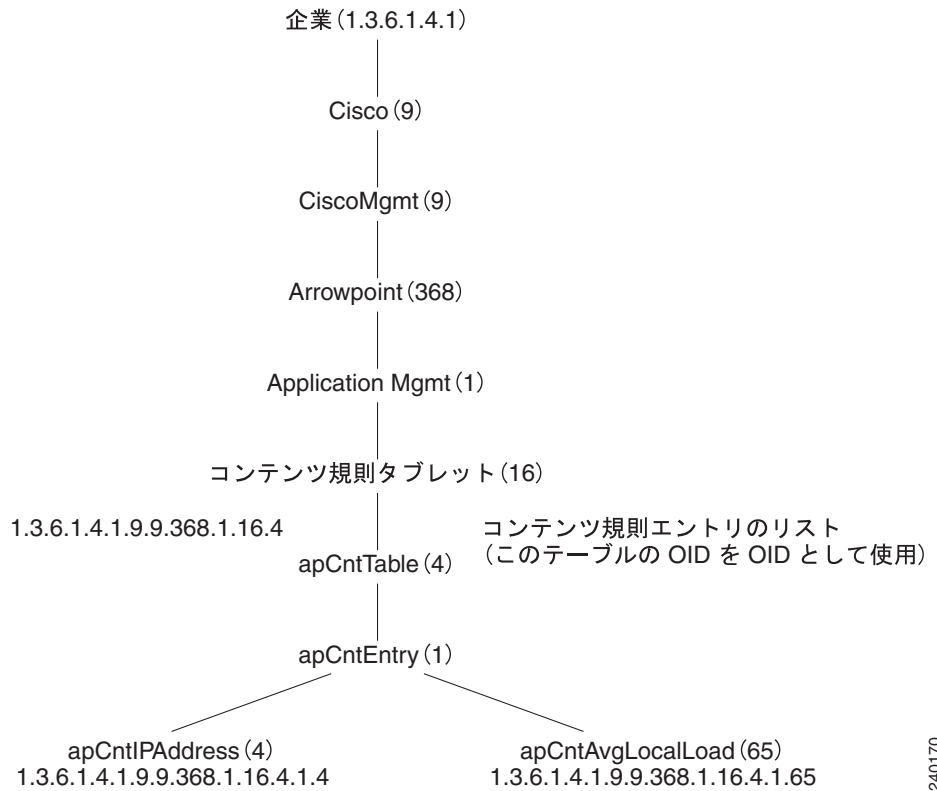 企業(1.3.6.1.4.1)
Cisco(9)
CiscoMgmt(9)
Arrowpoint(368)
Application Mgmt(1)
コンテンツ規則タブレット(16)
1.3.6.1.4.1.9.9.368.1.16.4
コンテンツ規則エントリのリスト
(このテーブルの OID を OID として使用)
apCntTable(4)
apCntEntry(1)
apCntIPAddress(4)
1.3.6.1.4.1.9.9.368.1.16.4.1.4
apCntAvgLocalLoad(65)
1.3.6.1.4.1.9.9.368.1.16.4.1.65
240170